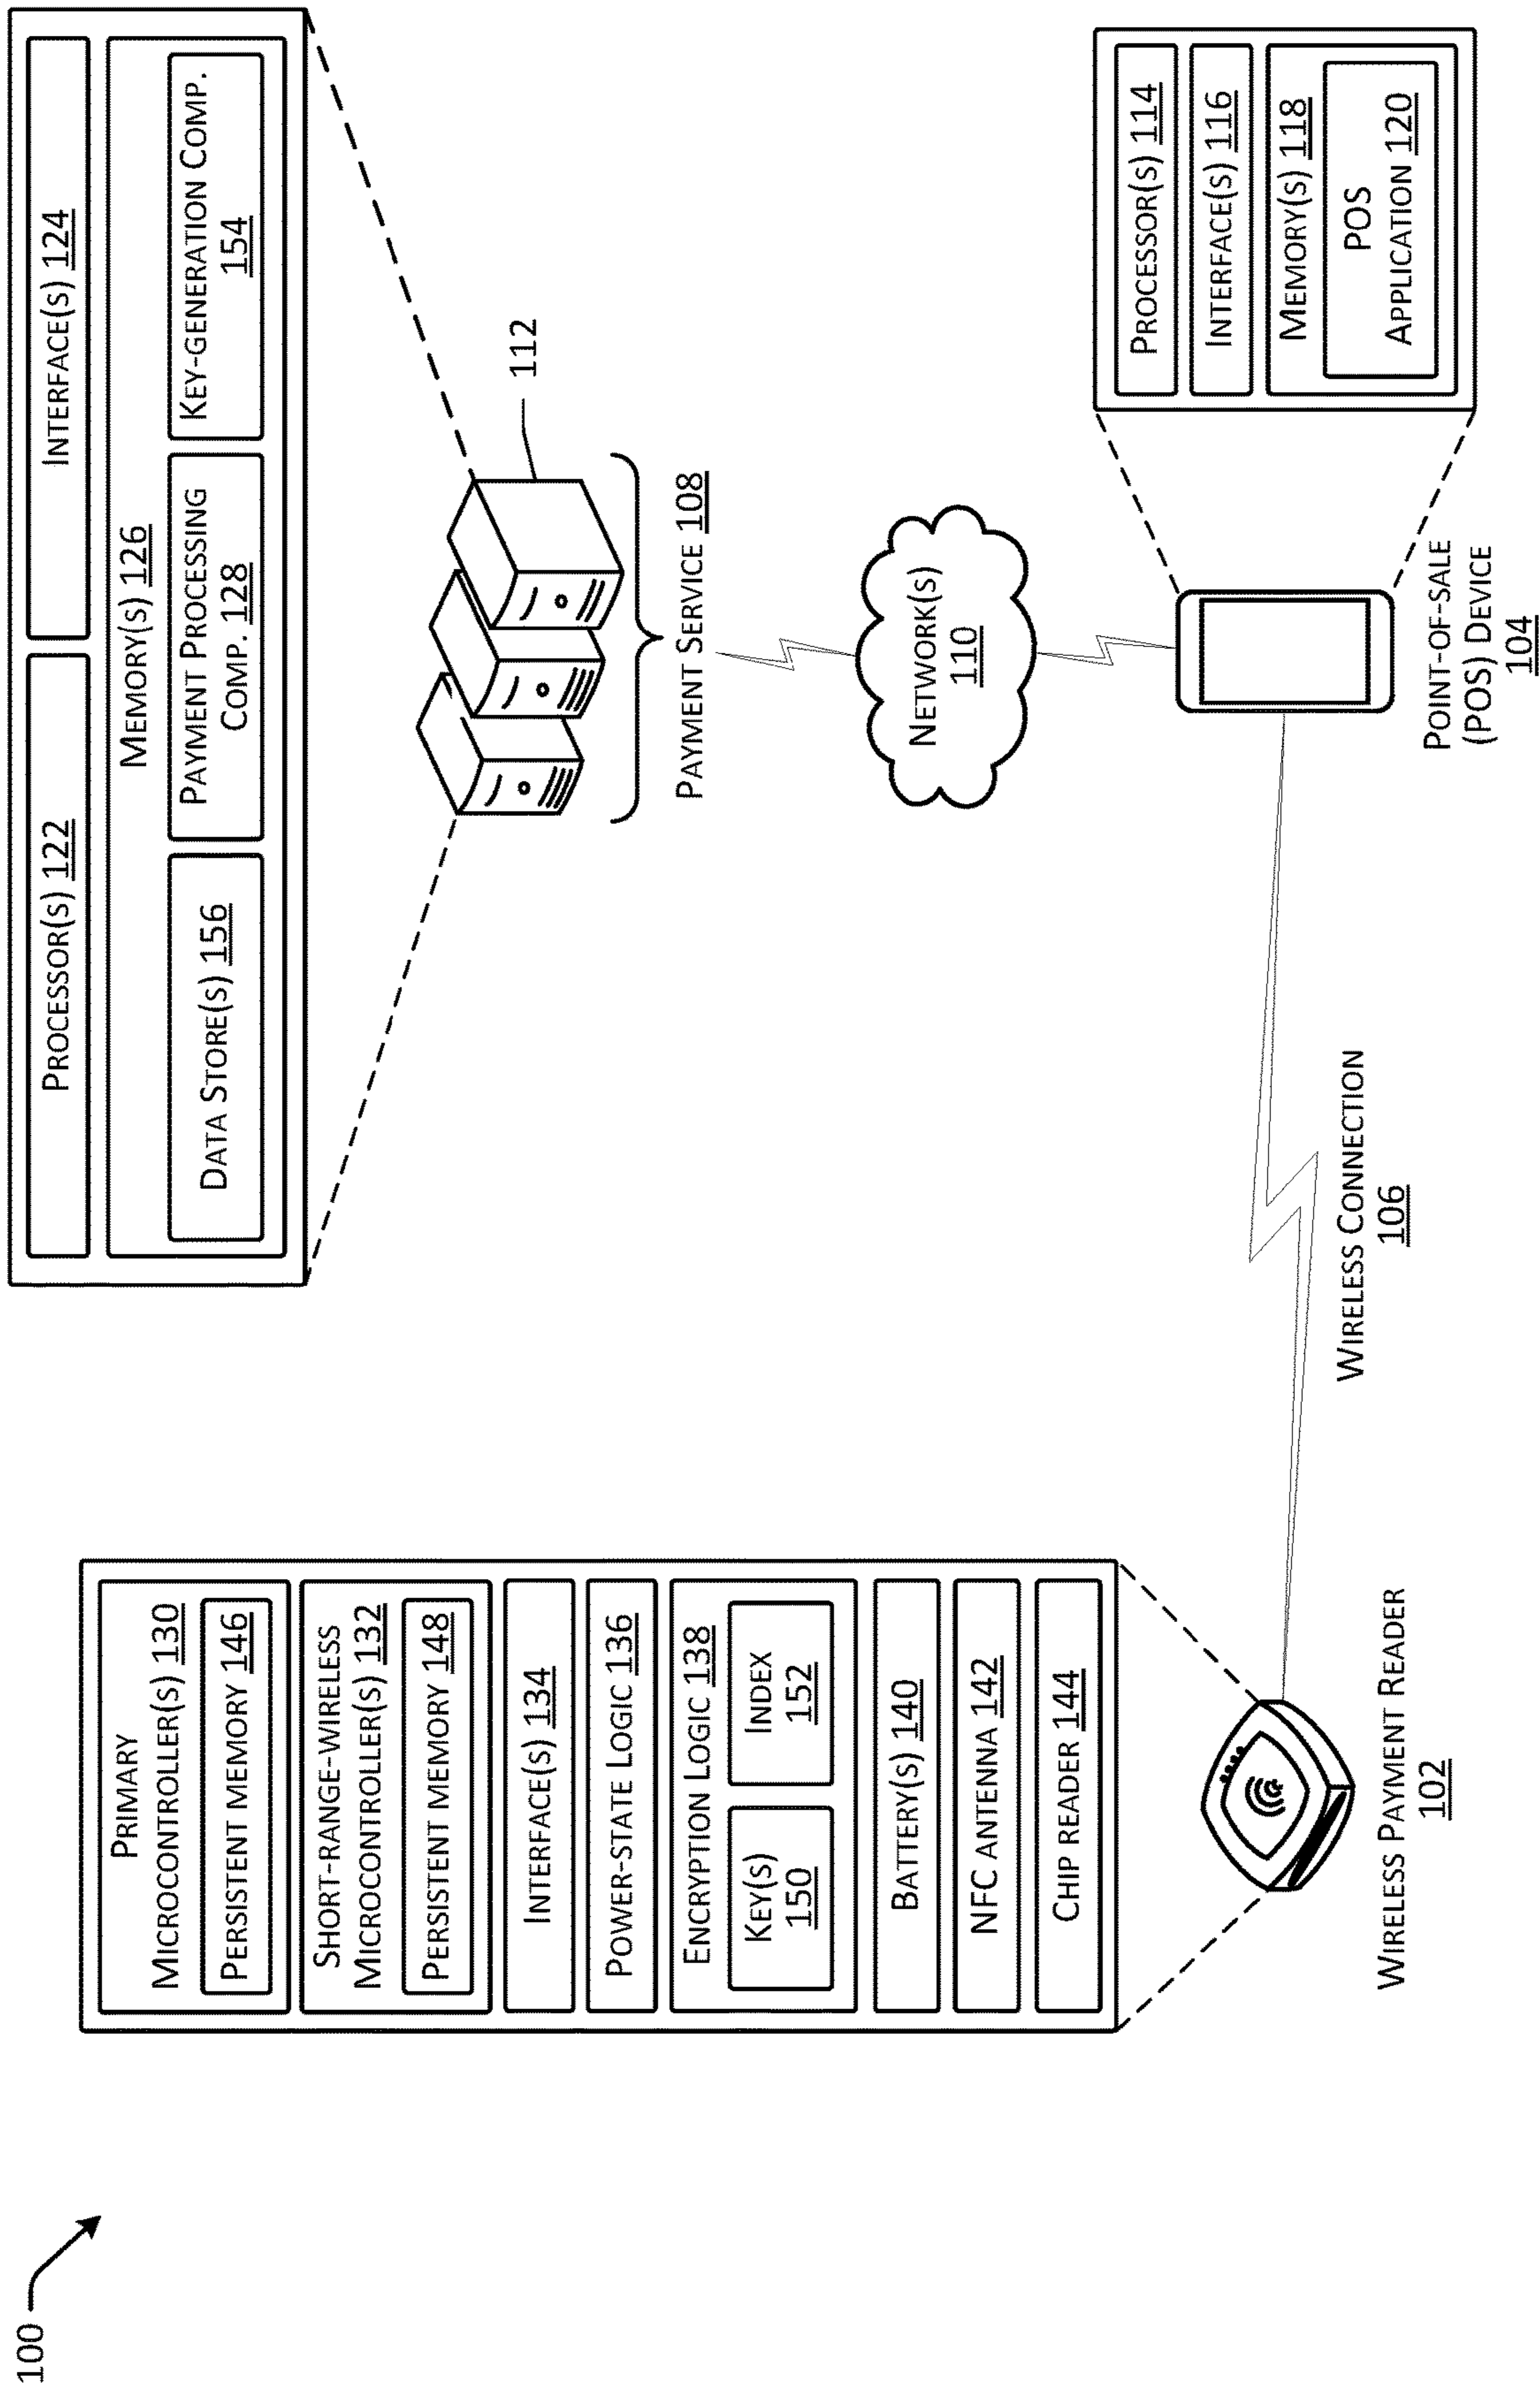 100
PRIMARY
MICROCONTROLLER(S) 130
PERSISTENT MEMORY 146
SHORT-RANGE-WIRELESS
MICROCONTROLLER(S) 132
PERSISTENT MEMORY 148
INTERFACE(S) 134
POWER-STATE LOGIC 136
ENCRYPTION LOGIC 138
KEY(S)
150
INDEX
152
BATTERY(S) 140
NFC ANTENNA 142
CHIP READER 144
WIRELESS PAYMENT READER
102
WIRELESS CONNECTION
106
PROCESSOR(S) 122
INTERFACE(S) 124
MEMORY(S) 126
DATA STORE(S) 156
PAYMENT PROCESSING
COMP. 128
KEY-GENERATION COMP.
154
112
PAYMENT SERVICE 108
NETWORK(S)
110
POINT-OF-SALE
(POS) DEVICE
104
PROCESSOR(S) 114
INTERFACE(S) 116
MEMORY(S) 118
POS
APPLICATION 120